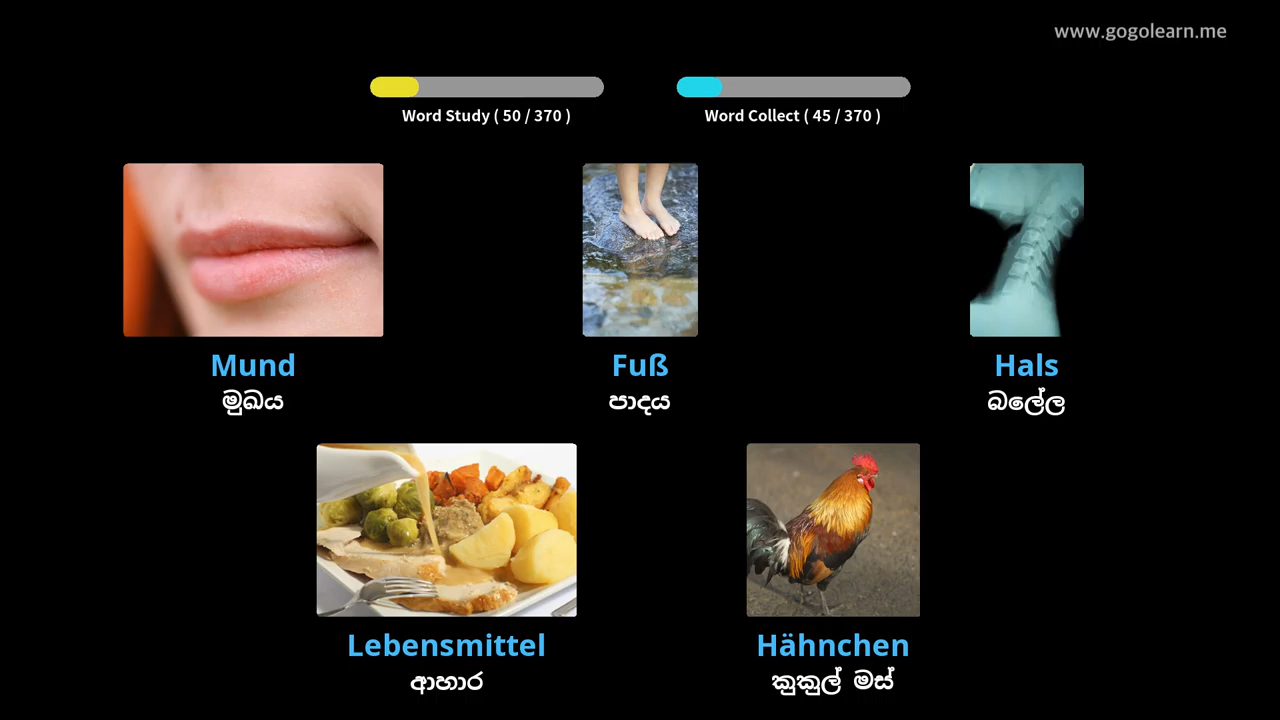 www.gogolearn.me
Word Study ( 50 / 370 )
Word Collect ( 45 / 370 )
Mund
Fuß
Hals
මුඛය
පාදය
බලේල
Lebensmittel
Hähnchen
ආහාර
කුකුල් මස්